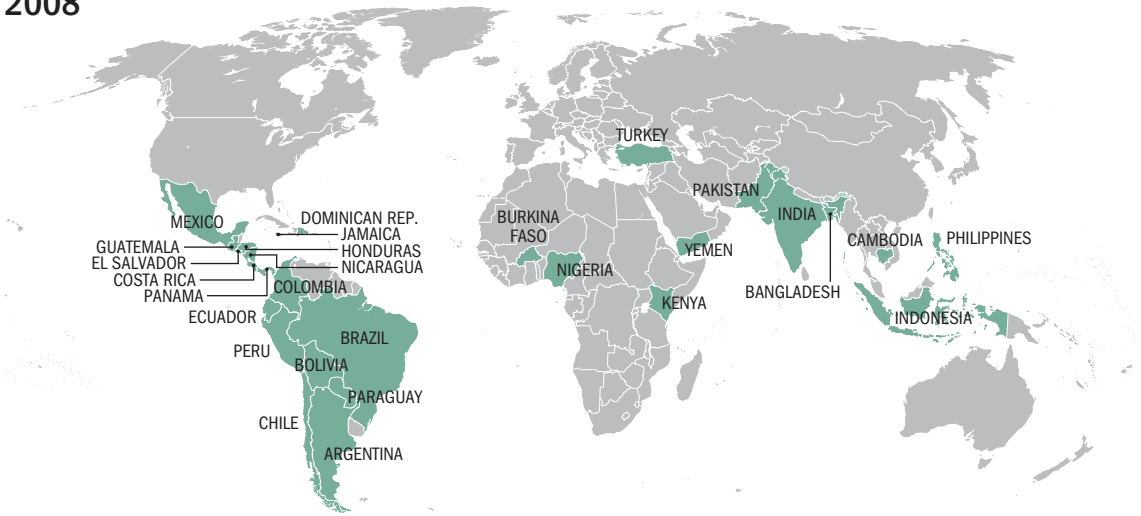 2008
TURKEY
PAKISTAN
INDIA
BURKINA
FASO
DOMINICAN REP.
JAMAICA
MEXICO
GUATEMALA
HONDURAS
EL SALVADOR
NICARAGUA
COSTA RICA
PANAMA
COLOMBIA
YEMEN
CAMBODIA
PHILIPPINES
NIGERIA
BANGLADESH
KENYA
ECUADOR
INDONESIA
BRAZIL
PERU
BOLIVIA
PARAGUAY
CHILE
ARGENTINA